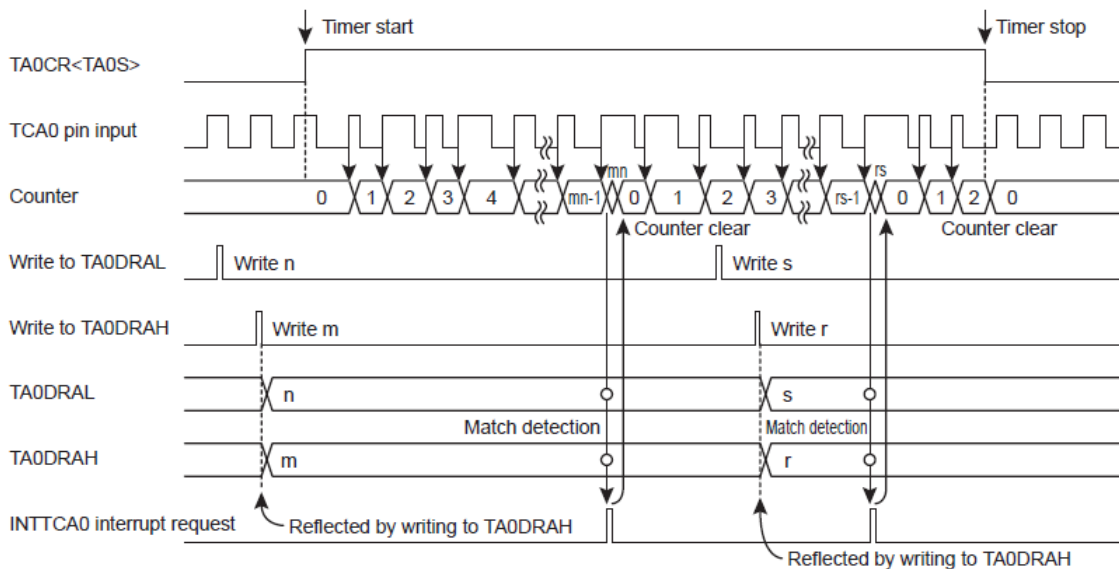 Timer start
Timer stop
TA0CR<TA0S>
TCA0 pin input
mn
rs
Counter
0 1 2 3 4 mn-1 0 1 2 3 rs-1 0 1 2 0
Counter clear
Counter clear
Write to TA0DRAL
Write n
Write s
Write to TA0DRAH
Write m
Write r
TA0DRAL
n
s
Match detection
Match detection
TA0DRAH
m
r
INTTCA0 interrupt request
Reflected by writing to TA0DRAH
Reflected by writing to TA0DRAH